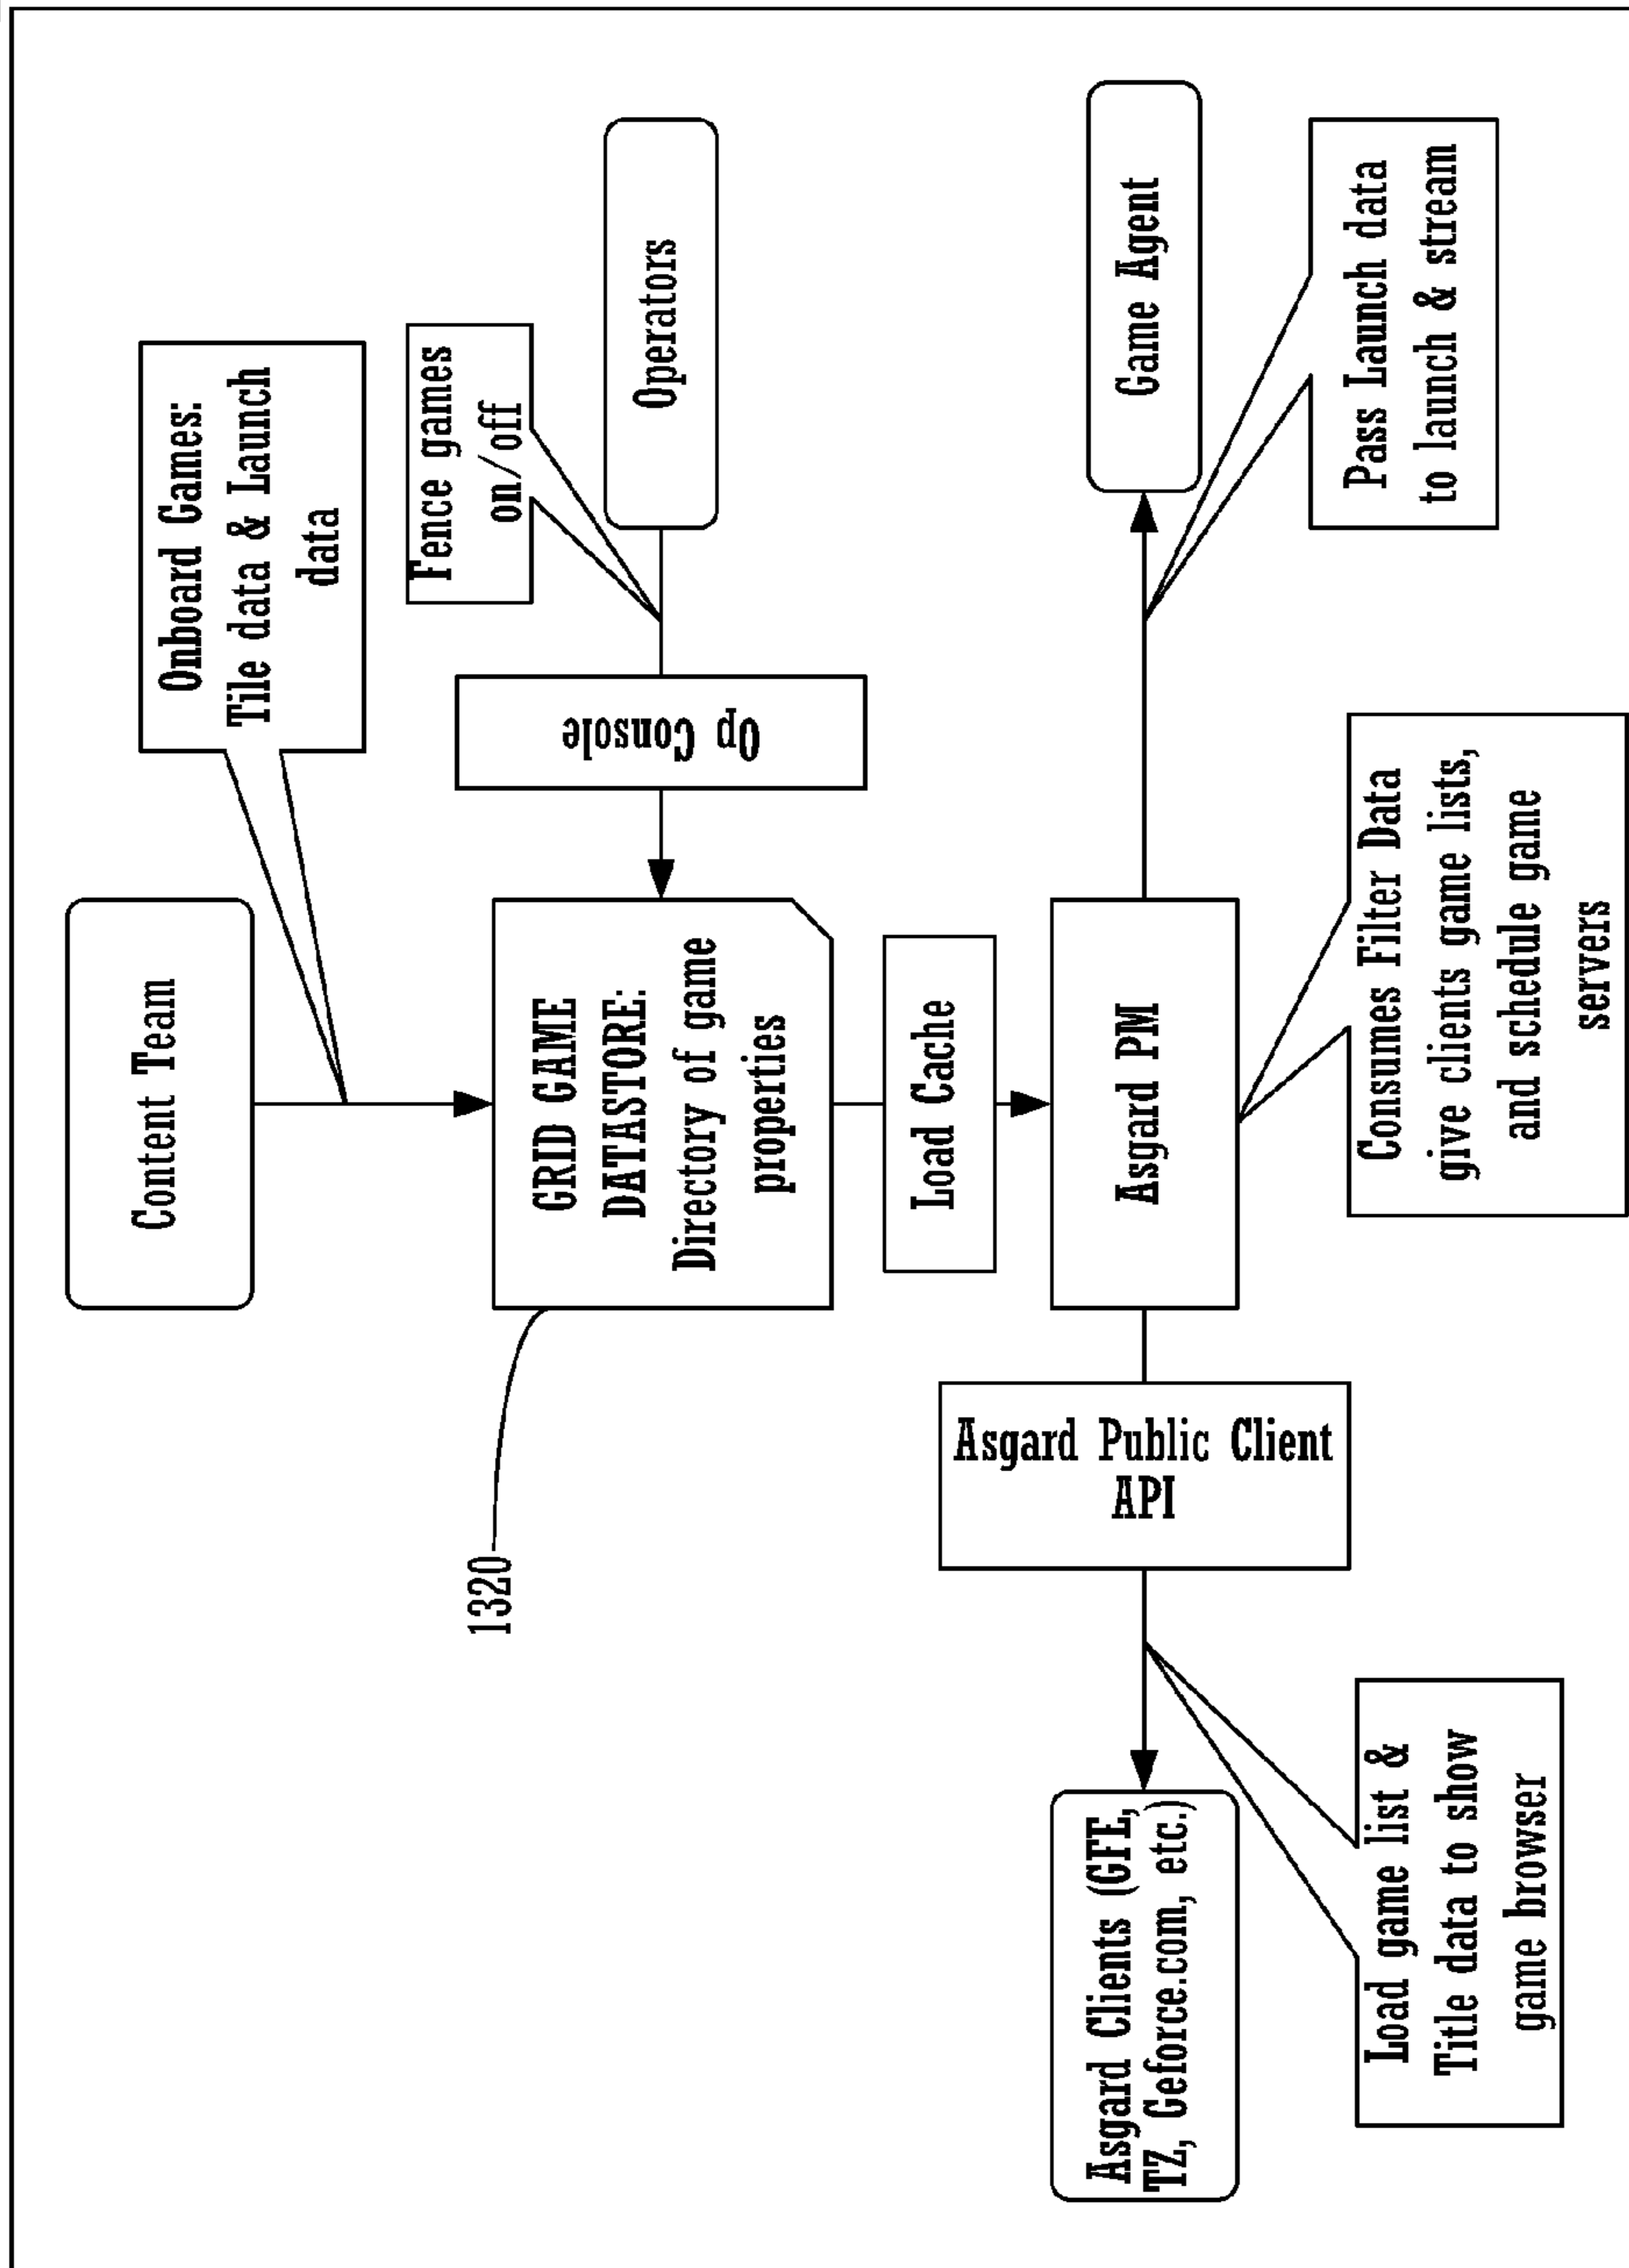 Content Team
Onboard Games:
Tile data & Launch
data
Fence games
on/off
Operators
Op Console
GRID GAME
DATASTORE:
Directory of game
properties
1320
Load Cache
Asgard PM
Game Agent
Pass Launch data
to launch & stream
Consumes Filter Data
give clients game lists,
and schedule game
servers
Asgard Public Client
API
Asgard Clients (GFE,
TZ, Geforce.com, etc.)
Load game list &
Title data to show
game browser